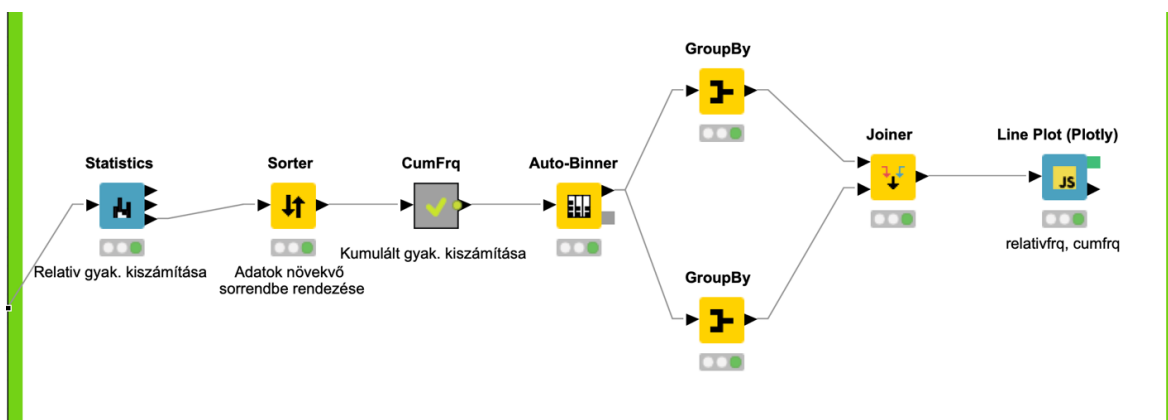 GroupBy
Statistics
Sorter
CumFrq
Auto-Binner
Joiner
Line Plot (Plotly)
JS
Relativ gyak. kiszámítása
Adatok növekvő
sorrendbe rendezése
Kumulált gyak. kiszámítása
relativfrq, cumfrq
GroupBy